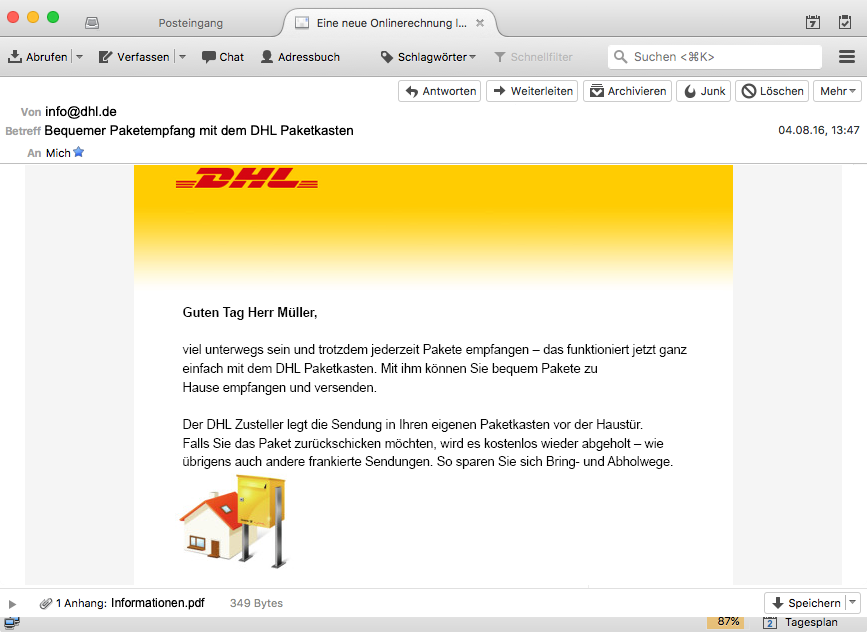 Posteingang
Eine neue Onlinerechnung l...
7
Abrufen
Verfassen
Chat
Adressbuch
Schlagwörter
Schnellfilter
Suchen <⌘K>
Antworten
Weiterleiten
Archivieren
Junk
Löschen
Mehr
Von info@dhl.de
Betreff Bequemer Paketempfang mit dem DHL Paketkasten
04.08.16, 13:47
An Mich
DHL
Guten Tag Herr Müller,
viel unterwegs sein und trotzdem jederzeit Pakete empfangen – das funktioniert jetzt ganz
einfach mit dem DHL Paketkasten. Mit ihm können Sie bequem Pakete zu
Hause empfangen und versenden.
Der DHL Zusteller legt die Sendung in Ihren eigenen Paketkasten vor der Haustür.
Falls Sie das Paket zurückschicken möchten, wird es kostenlos wieder abgeholt – wie
übrigens auch andere frankierte Sendungen. So sparen Sie sich Bring- und Abholwege.
1 Anhang: Informationen.pdf
349 Bytes
Speichern
87%
2
Tagesplan